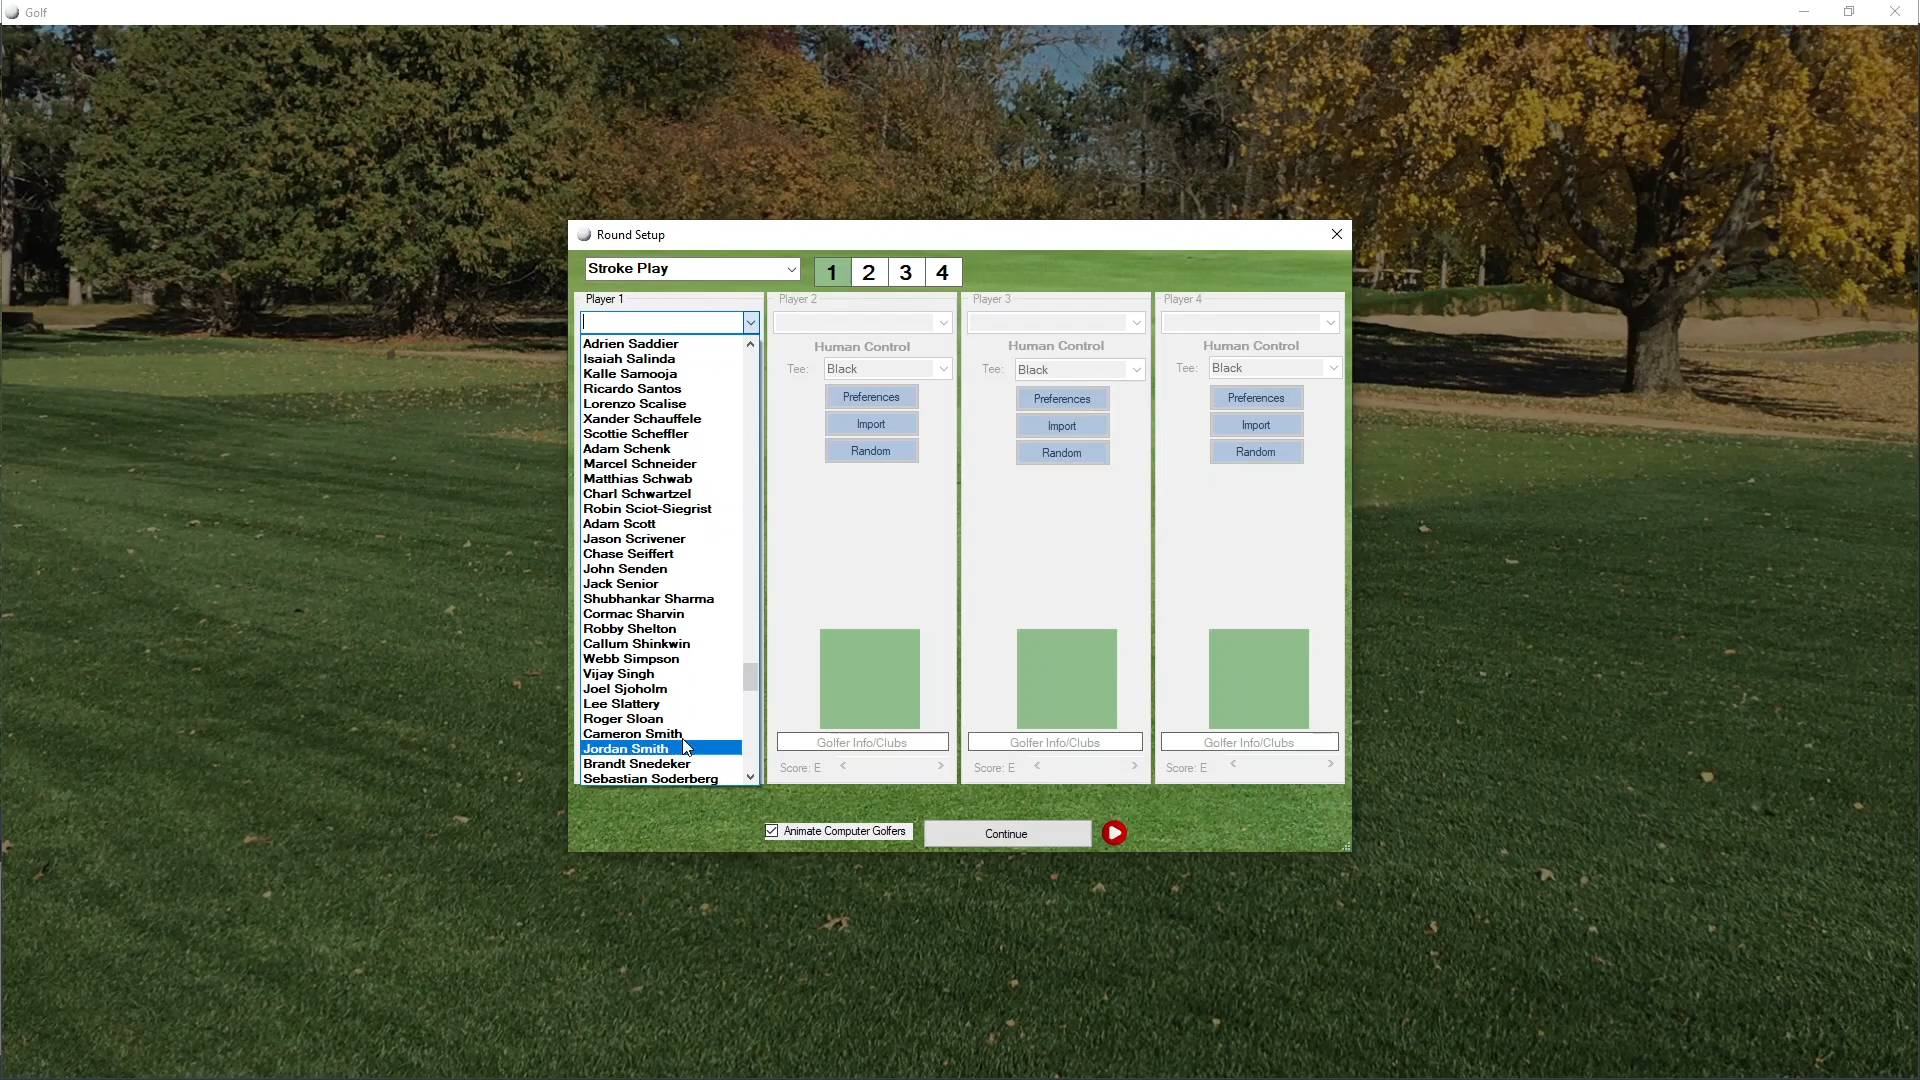 Golf
Round Setup
Stroke Play
1 2 3 4
Player 1
Adrien Saddier
Isaiah Salinda
Kalle Samooja
Ricardo Santos
Lorenzo Scalise
Xander Schauffele
Scottie Scheffler
Adam Schenk
Marcel Schneider
Matthias Schwab
Charl Schwartzel
Robin Sciot-Siegrist
Adam Scott
Jason Scrivener
Chase Seiffert
John Senden
Jack Senior
Shubhankar Sharma
Cormac Sharvin
Robby Shelton
Callum Shinkwin
Webb Simpson
Vijay Singh
Joel Sjoholm
Lee Slattery
Roger Sloan
Cameron Smith
Jordan Smith
Brandt Snedeker
Sebastian Soderberg
Player 2
Human Control
Tee: Black
Preferences
Import
Random
Golfer Info/Clubs
Score: E < >
Player 3
Human Control
Tee: Black
Preferences
Import
Random
Golfer Info/Clubs
Score: E < >
Player 4
Human Control
Tee: Black
Preferences
Import
Random
Golfer Info/Clubs
Score: E < >
Animate Computer Golfers
Continue